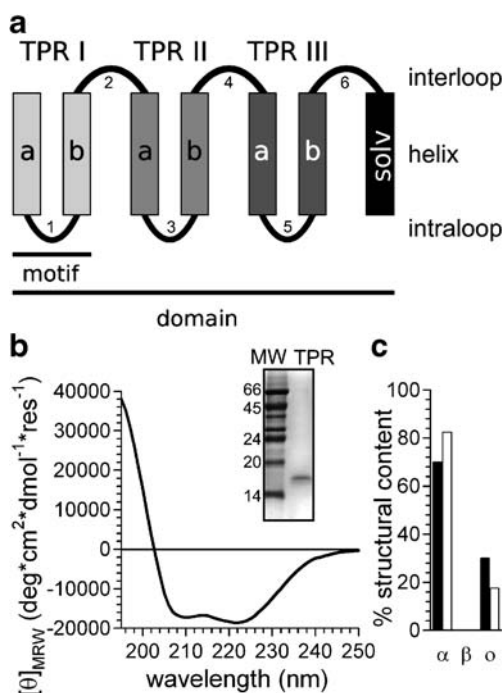 a
TPR I TPR II TPR III
2 4 6 interloop
a b a b a b solv helix
1 3 5 intraloop
motif
domain
b
MW TPR
66
45
24
20
14
[θ]MRW (deg*cm²*dmol⁻¹*res⁻¹)
40000
30000
20000
10000
0
-10000
-20000
200 210 220 230 240 250
wavelength (nm)
c
% structural content
100
80
60
40
20
0
α β o